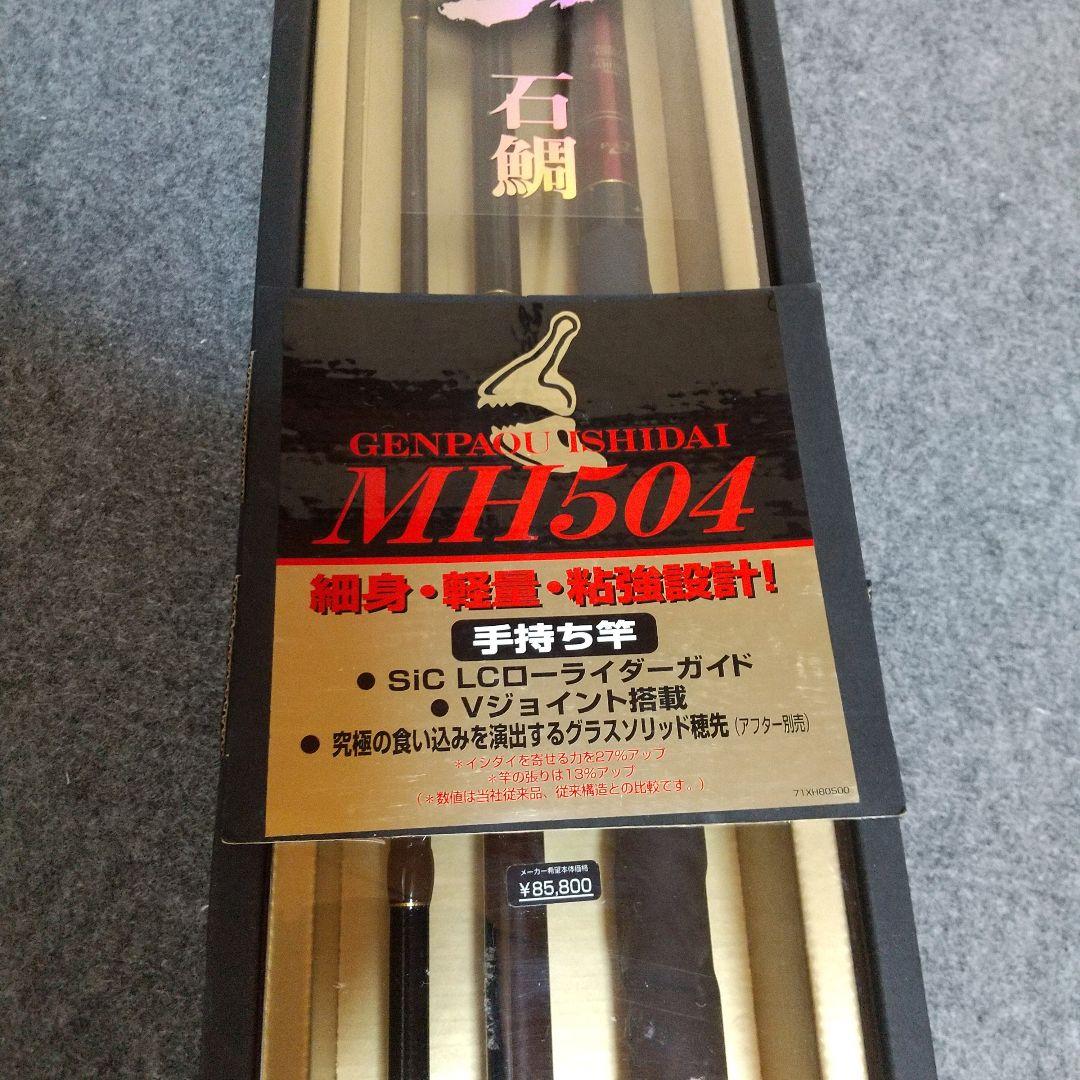 石鯛
GENPAOU ISHIDAI
MH504
細身・軽量・粘強設計!
手持ち竿
● SiC LCローライダーガイド
● Vジョイント搭載
● 究極の食い込みを演出するグラスソリッド穂先(アフター別売)
*イシダイを寄せる力を27%アップ
*竿の張りは13%アップ
(*数値は当社従来品、従来構造との比較です。)
71XH80500
メーカー希望本体価格
¥85,800